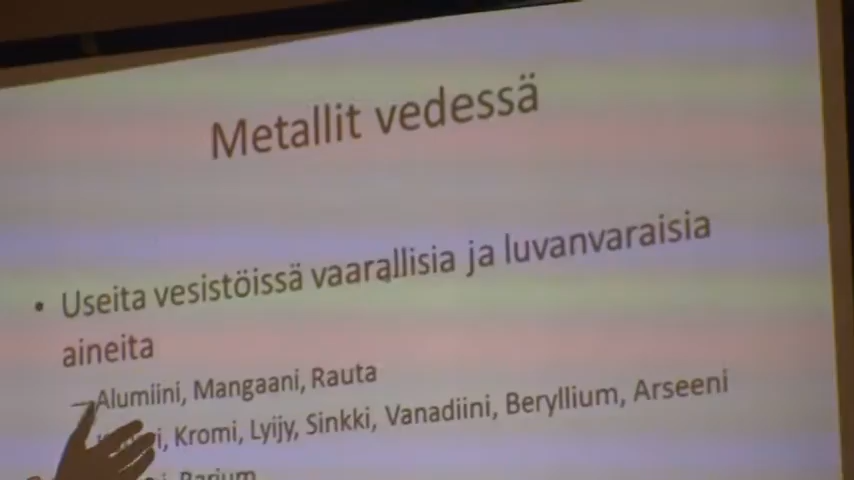 Metallit vedessä
• Useita vesistöissä vaarallisia ja luvanvaraisia
aineita
– Alumiini, Mangaani, Rauta
Kromi, Lyijy, Sinkki, Vanadiini, Beryllium, Arseeni
Barium